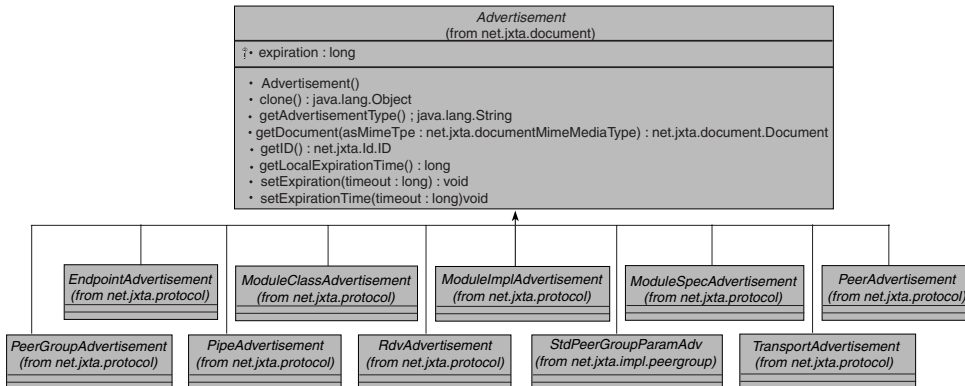 Advertisement
(from net.jxta.document)
• expiration : long
• Advertisement()
• clone() : java.lang.Object
• getAdvertisementType() ; java.lang.String
• getDocument(asMimeTpe : net.jxta.documentMimeMediaType) : net.jxta.document.Document
• getID() : net.jxta.Id.ID
• getLocalExpirationTime() : long
• setExpiration(timeout : long) : void
• setExpirationTime(timeout : long)void
EndpointAdvertisement
(from net.jxta.protocol)
ModuleClassAdvertisement
(from net.jxta.protocol)
ModuleImplAdvertisement
(from net.jxta.protocol)
ModuleSpecAdvertisement
(from net.jxta.protocol)
PeerAdvertisement
(from net.jxta.protocol)
PeerGroupAdvertisement
(from net.jxta.protocol)
PipeAdvertisement
(from net.jxta.protocol)
RdvAdvertisement
(from net.jxta.protocol)
StdPeerGroupParamAdv
(from net.jxta.impl.peergroup)
TransportAdvertisement
(from net.jxta.protocol)